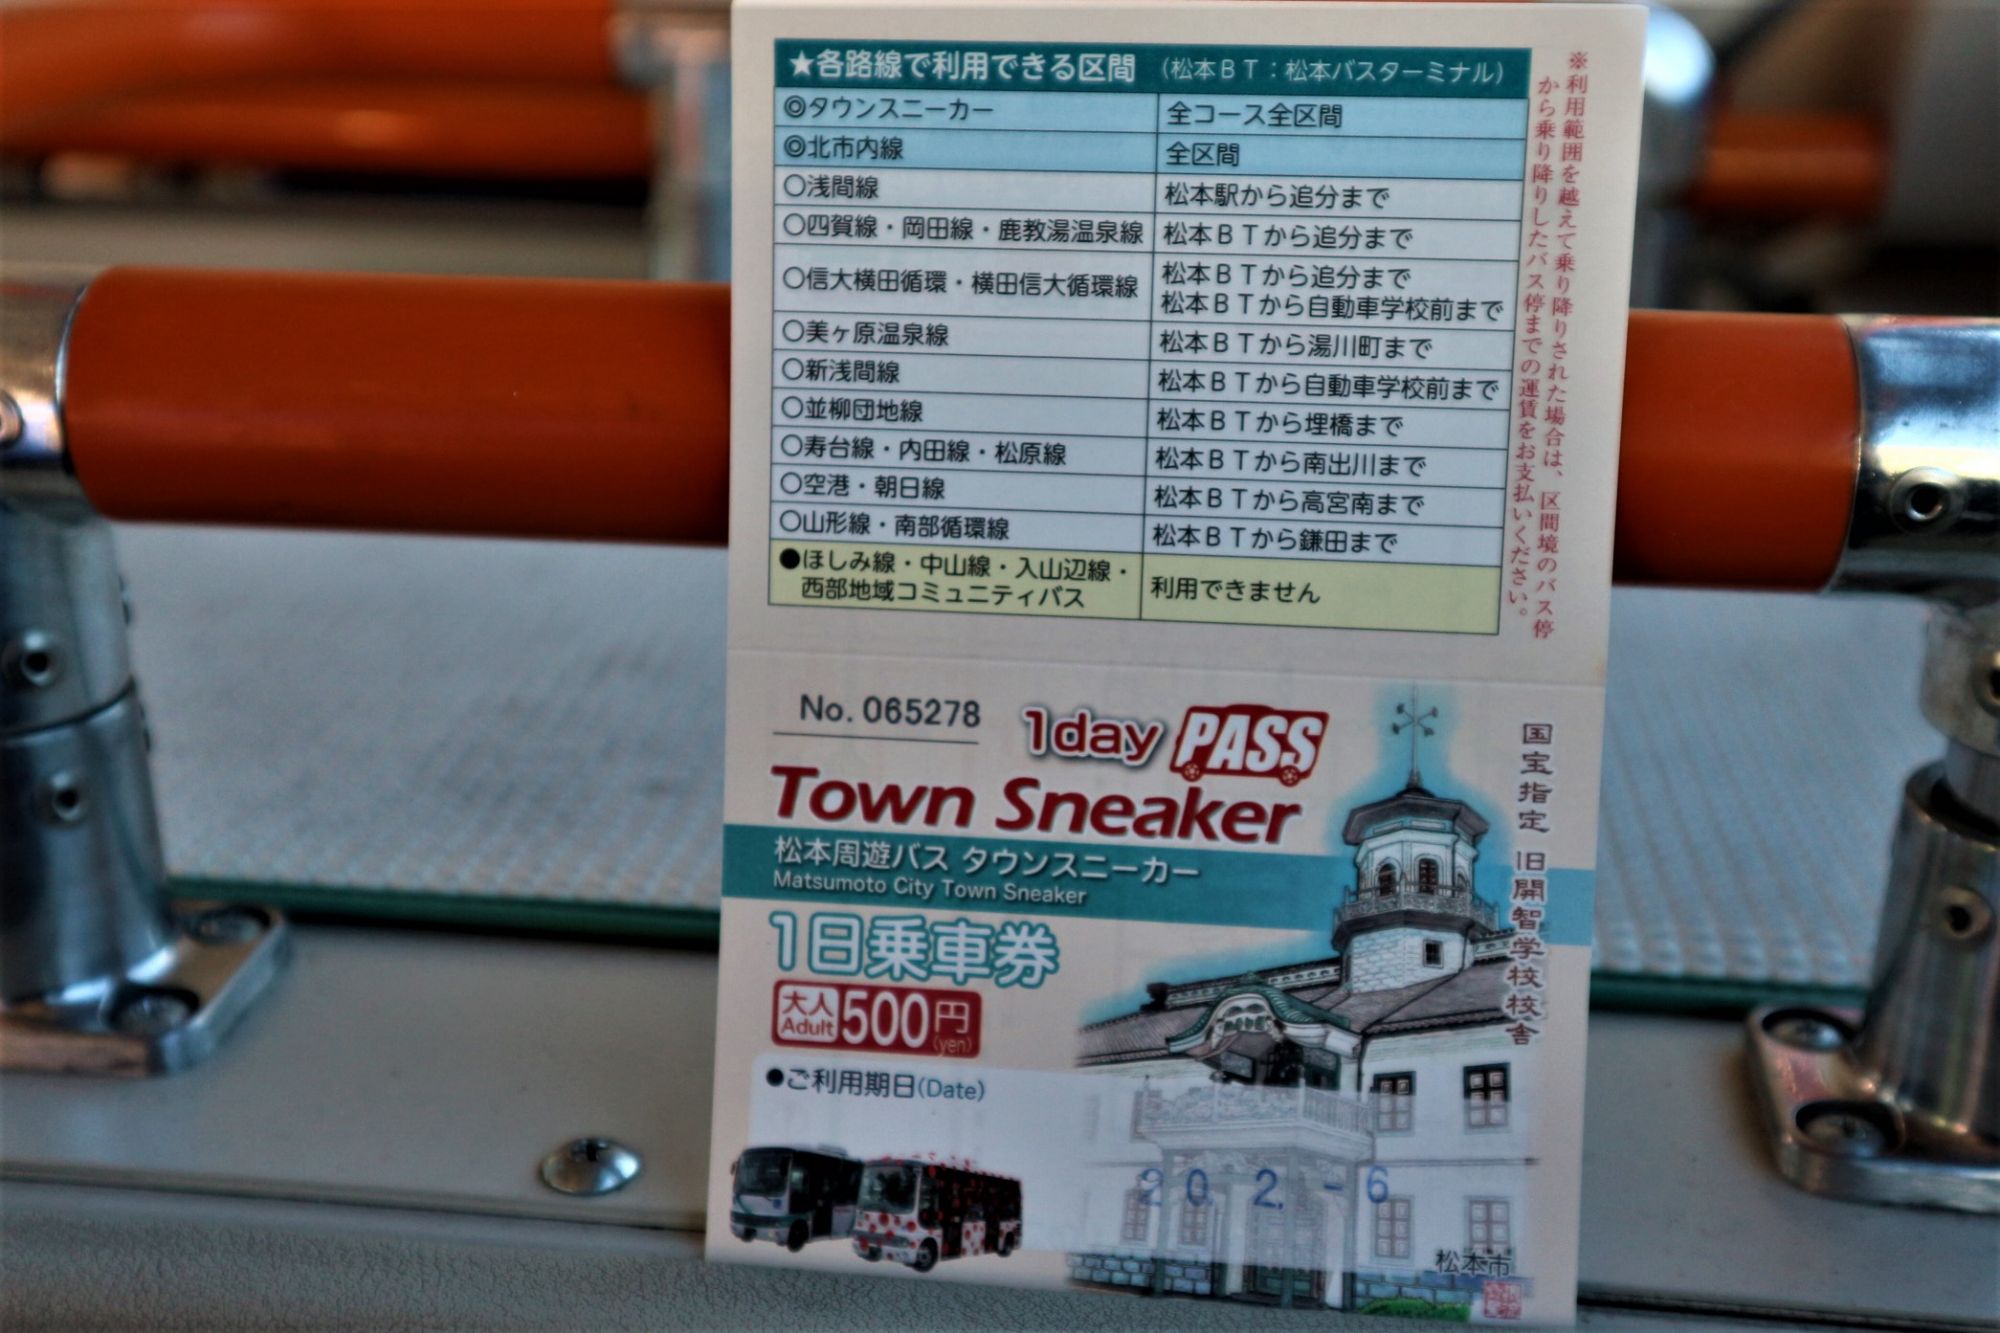 ★各路線で利用できる区間 (松本BT:松本バスターミナル)
◎タウンスニーカー 全コース全区間
◎北市内線 全区間
○浅間線 松本駅から追分まで
○四賀線・岡田線・鹿教湯温泉線 松本BTから追分まで
○信大横田循環・横田信大循環線 松本BTから追分まで
松本BTから自動車学校前まで
○美ヶ原温泉線 松本BTから湯川町まで
○新浅間線 松本BTから自動車学校前まで
○並柳団地線 松本BTから埋橋まで
○寿台線・内田線・松原線 松本BTから南出川まで
○空港・朝日線 松本BTから高宮南まで
○山形線・南部循環線 松本BTから鎌田まで
●ほしみ線・中山線・入山辺線・
西部地域コミュニティバス 利用できません
※利用範囲を越えて乗り降りされた場合は、区間境のバス停
から乗り降りしたバス停までの運賃をお支払いください。
No. 065278
1day PASS
Town Sneaker
松本周遊バス タウンスニーカー
Matsumoto City Town Sneaker
1日乗車券
大人 Adult 500円 (yen)
●ご利用期日(Date)
20. 2. - 6
国宝指定 旧開智学校校舎
松本市